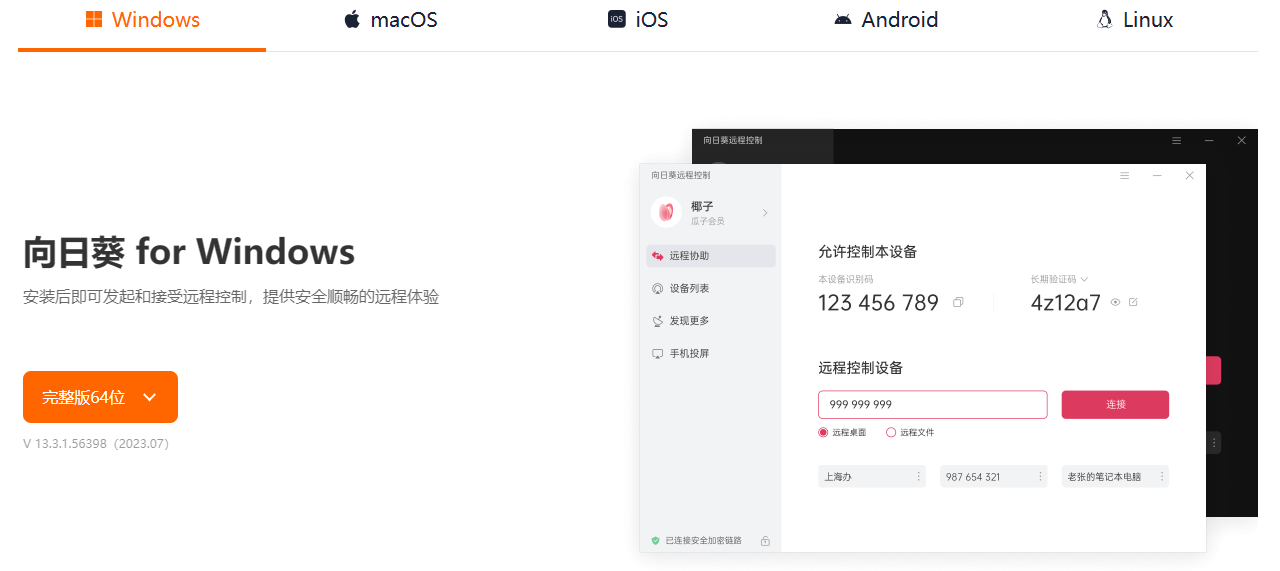 Windows
macOS
iOS
iOS
Android
Linux
向日葵远程控制
向日葵远程控制
椰子
瓜子会员
远程协助
设备列表
发现更多
手机投屏
已连接安全加密链路
允许控制本设备
本设备识别码
长期验证码
123 456 789
4z12a7
远程控制设备
999 999 999
连接
远程桌面
远程文件
上海办
987 654 321
老张的笔记本电脑
向日葵 for Windows
安装后即可发起和接受远程控制，提供安全顺畅的远程体验
完整版64位
V 13.3.1.56398（2023.07）